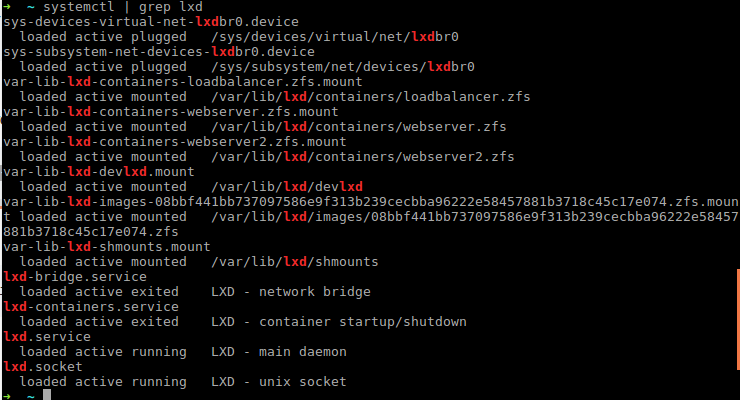 ➜  ~ systemctl | grep lxd
sys-devices-virtual-net-lxdbr0.device
  loaded active plugged   /sys/devices/virtual/net/lxdbr0
sys-subsystem-net-devices-lxdbr0.device
  loaded active plugged   /sys/subsystem/net/devices/lxdbr0
var-lib-lxd-containers-loadbalancer.zfs.mount
  loaded active mounted   /var/lib/lxd/containers/loadbalancer.zfs
var-lib-lxd-containers-webserver.zfs.mount
  loaded active mounted   /var/lib/lxd/containers/webserver.zfs
var-lib-lxd-containers-webserver2.zfs.mount
  loaded active mounted   /var/lib/lxd/containers/webserver2.zfs
var-lib-lxd-devlxd.mount
  loaded active mounted   /var/lib/lxd/devlxd
var-lib-lxd-images-08bbf441bb737097586e9f313b239cecbba96222e58457881b3718c45c17e074.zfs.moun
t loaded active mounted   /var/lib/lxd/images/08bbf441bb737097586e9f313b239cecbba96222e58457
881b3718c45c17e074.zfs
var-lib-lxd-shmounts.mount
  loaded active mounted   /var/lib/lxd/shmounts
lxd-bridge.service
  loaded active exited    LXD - network bridge
lxd-containers.service
  loaded active exited    LXD - container startup/shutdown
lxd.service
  loaded active running   LXD - main daemon
lxd.socket
  loaded active running   LXD - unix socket
➜  ~